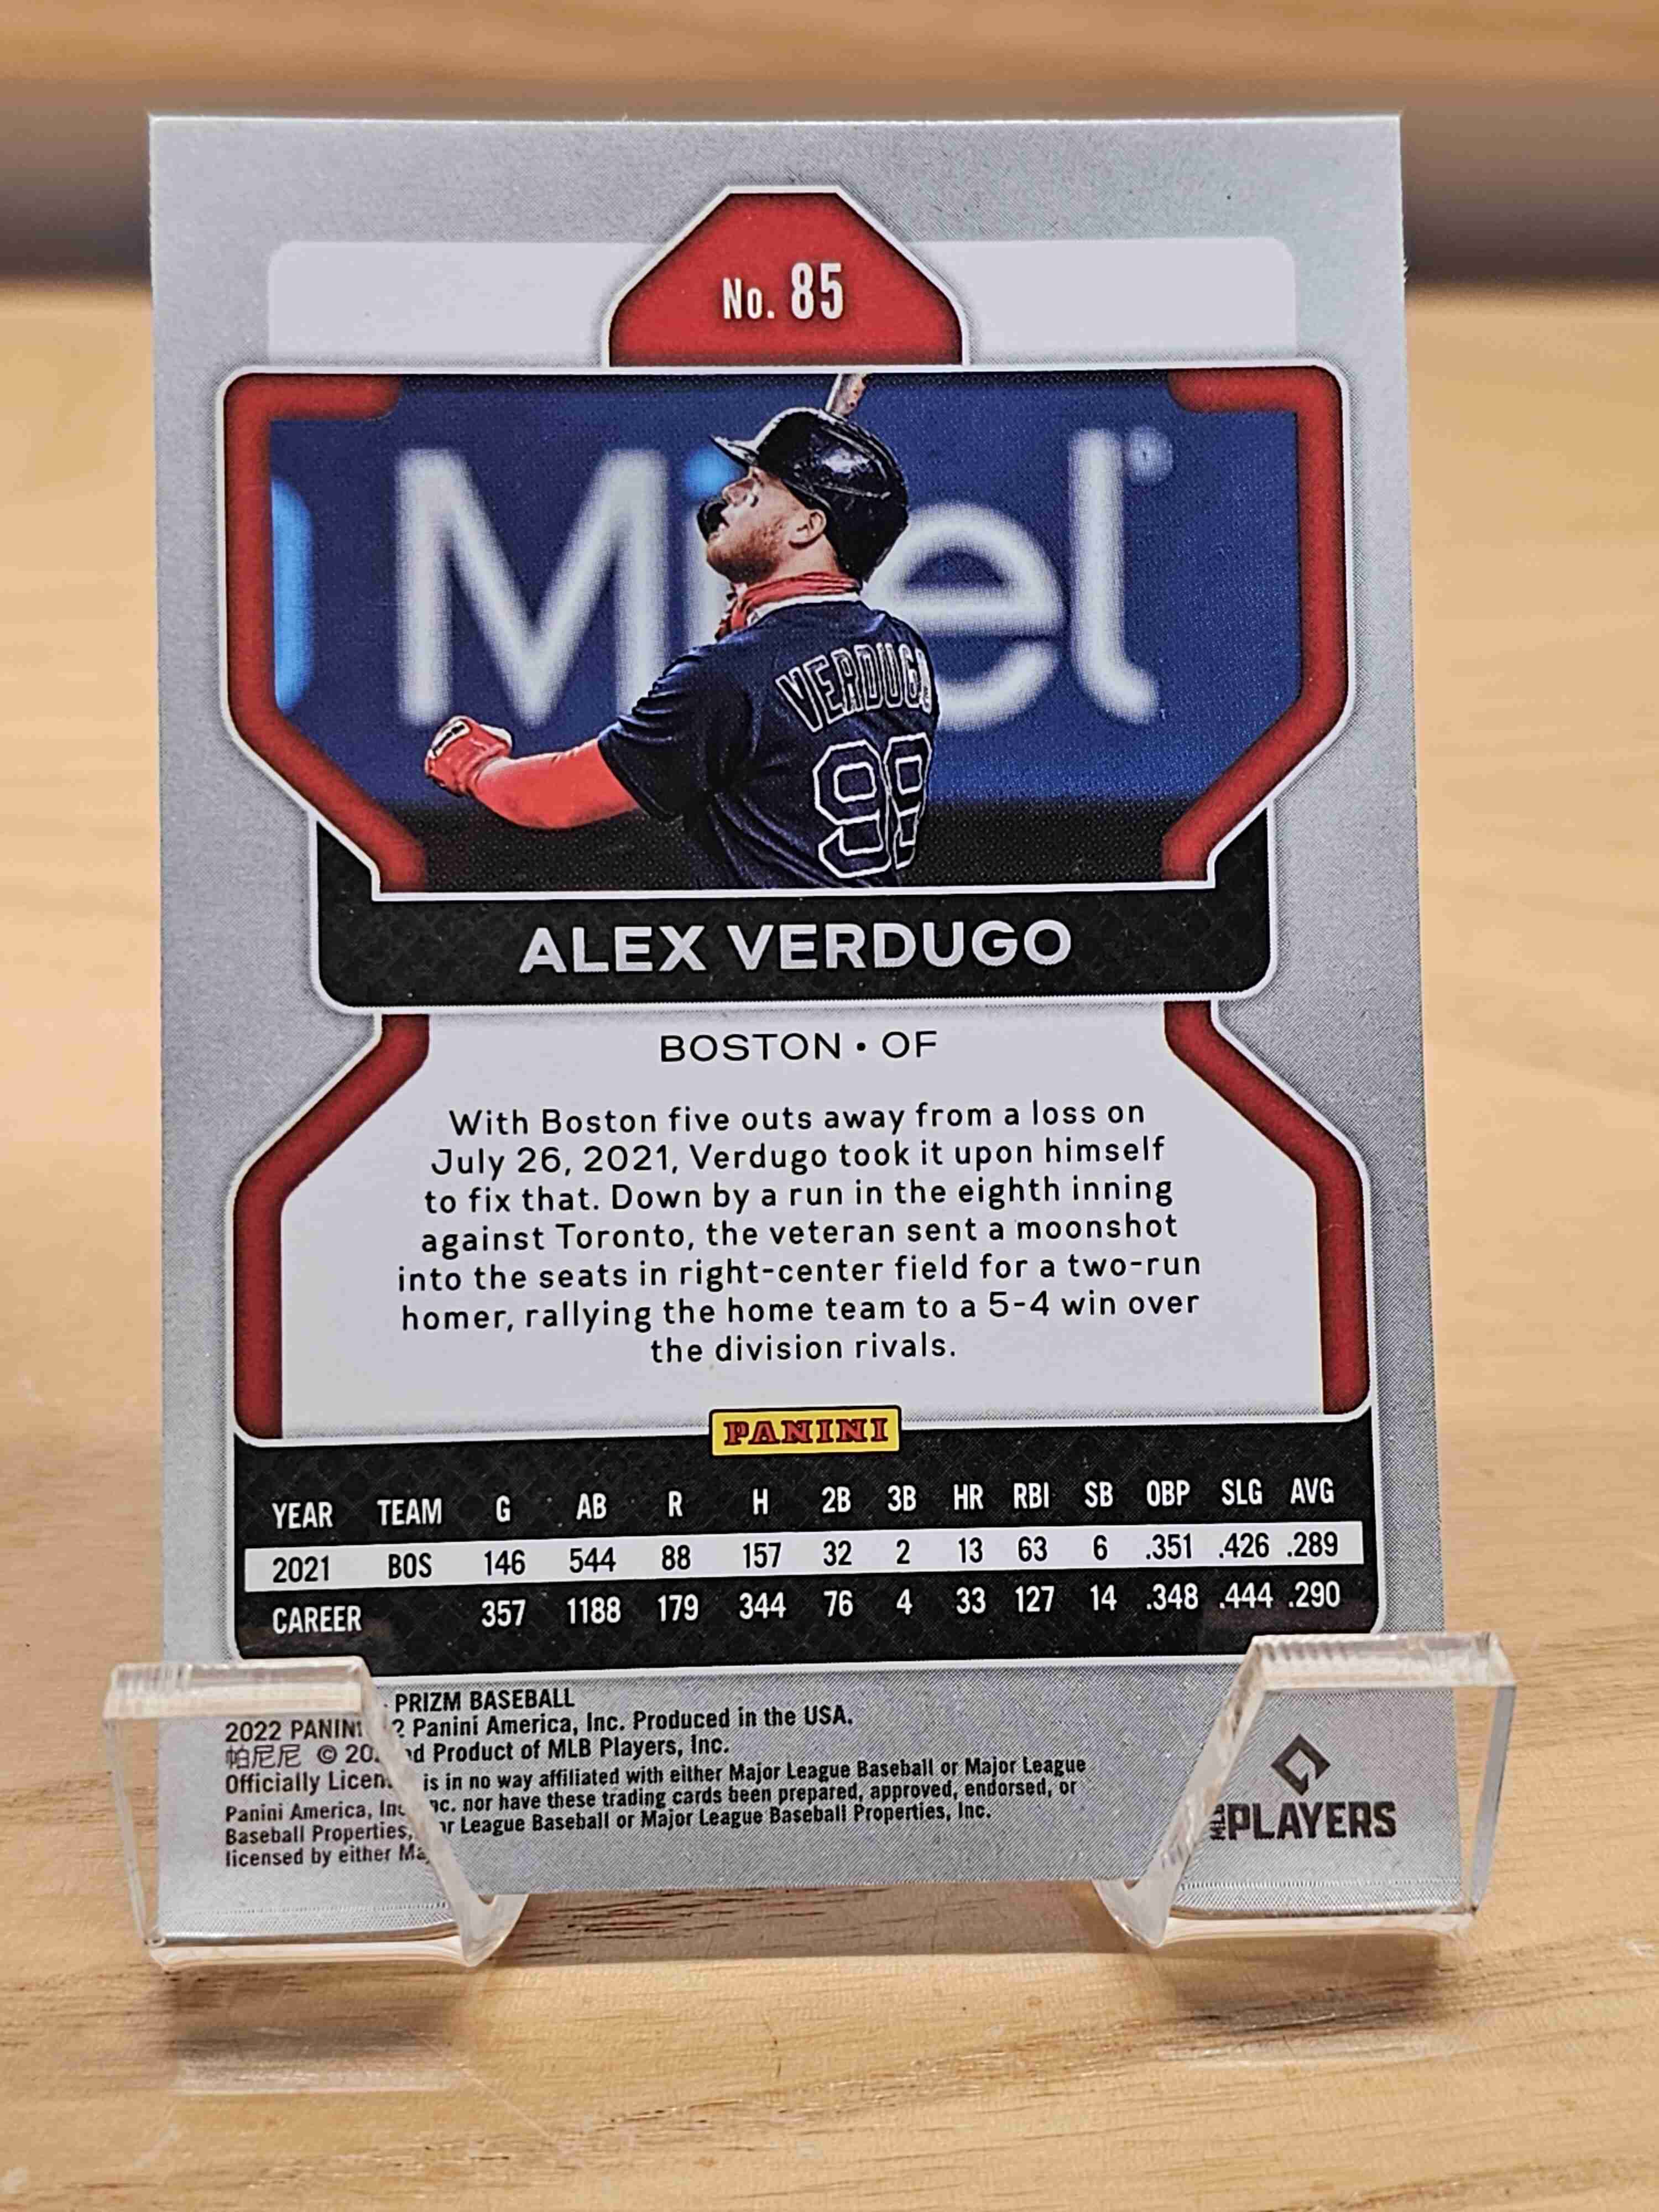 No. 85
Mitel
VERDUGO
99
ALEX VERDUGO
BOSTON • OF
With Boston five outs away from a loss on
July 26, 2021, Verdugo took it upon himself
to fix that. Down by a run in the eighth inning
against Toronto, the veteran sent a moonshot
into the seats in right-center field for a two-run
homer, rallying the home team to a 5-4 win over
the division rivals.
PANINI
YEAR TEAM G AB R H 2B 3B HR RBI SB OBP SLG AVG
2021 BOS 146 544 88 157 32 2 13 63 6 .351 .426 .289
CAREER 357 1188 179 344 76 4 33 127 14 .348 .444 .290
2022 PANINI - PRIZM BASEBALL
帕尼尼 © 2022 Panini America, Inc. Produced in the USA.
Officially Licensed Product of MLB Players, Inc.
Panini America, Inc. is in no way affiliated with either Major League Baseball or Major League
Baseball Properties, Inc. nor have these trading cards been prepared, approved, endorsed, or
licensed by either Major League Baseball or Major League Baseball Properties, Inc.
MLB PLAYERS